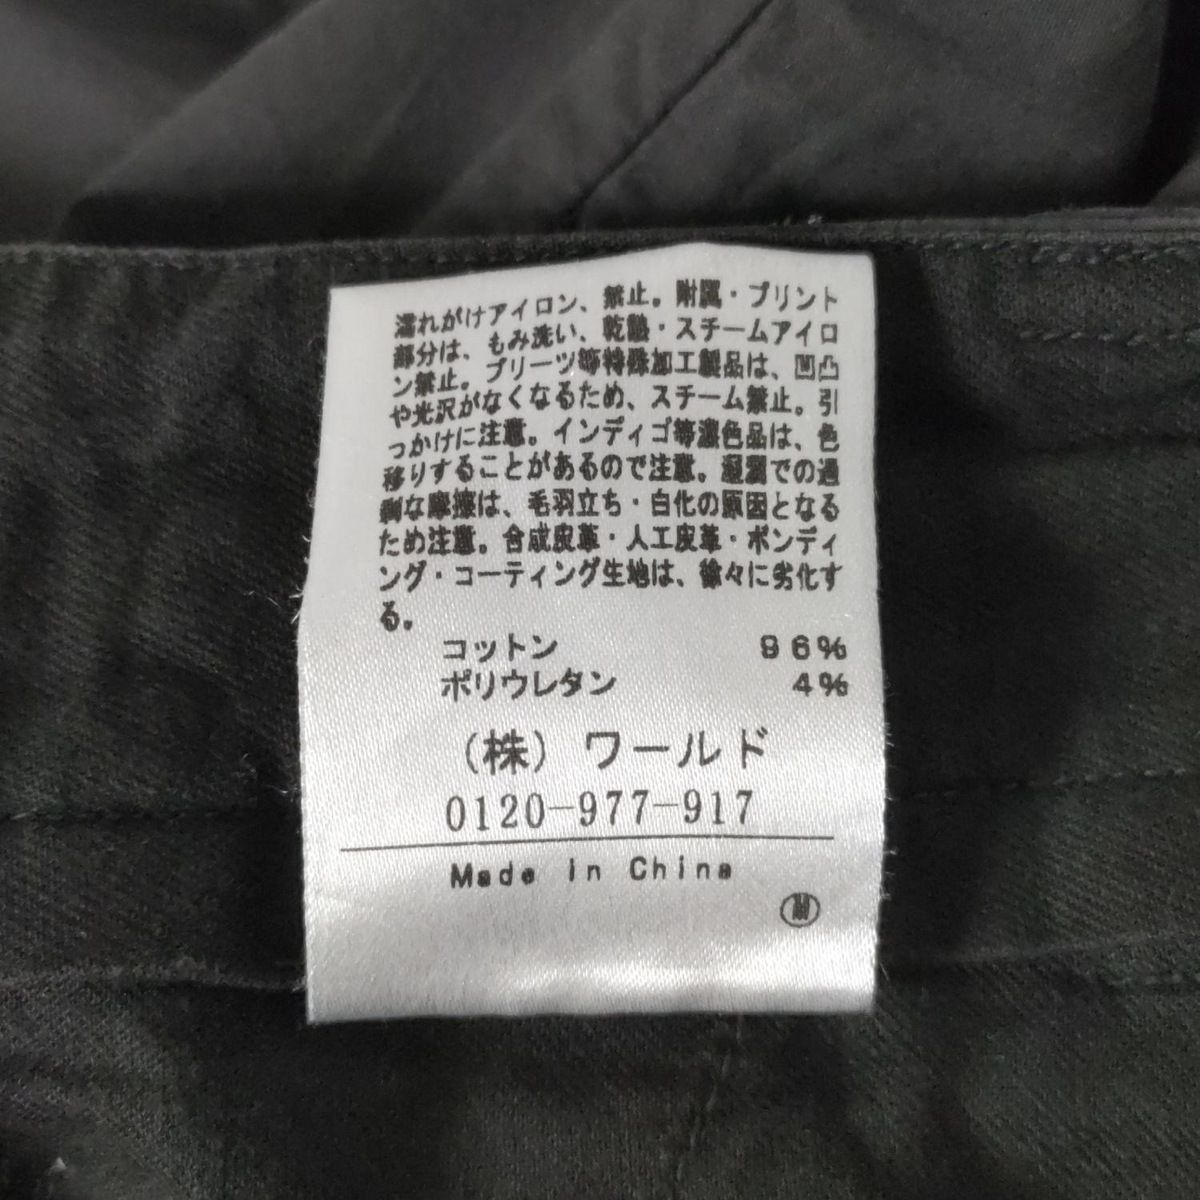 濡れがけアイロン、禁止。附属・プリント
部分は、もみ洗い、乾熱・スチームアイロ
ン禁止。プリーツ等特殊加工製品は、凹凸
や光沢がなくなるため、スチーム禁止。引
っかけに注意。インディゴ等濃色品は、色
移りすることがあるので注意。湿潤での過
剰な摩擦は、毛羽立ち・白化の原因となる
ため注意。合成皮革・人工皮革・ボンディ
ング・コーティング生地は、徐々に劣化す
る。
コットン 96%
ポリウレタン 4%
(株) ワールド
0120-977-917
Made in China
M